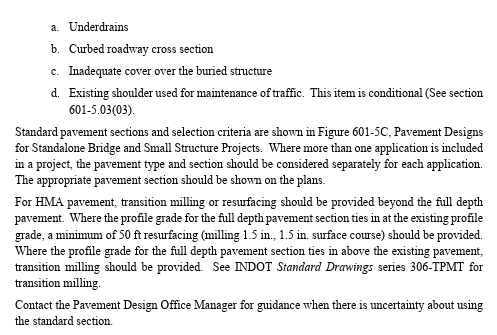 a. Underdrains
b. Curbed roadway cross section
c. Inadequate cover over the buried structure
d. Existing shoulder used for maintenance of traffic. This item is conditional (See section
601-5.03(03).
Standard pavement sections and selection criteria are shown in Figure 601-5C, Pavement Designs
for Standalone Bridge and Small Structure Projects. Where more than one application is included
in a project, the pavement type and section should be considered separately for each application.
The appropriate pavement section should be shown on the plans.
For HMA pavement, transition milling or resurfacing should be provided beyond the full depth
pavement. Where the profile grade for the full depth pavement section ties in at the existing profile
grade, a minimum of 50 ft resurfacing (milling 1.5 in., 1.5 in. surface course) should be provided.
Where the profile grade for the full depth pavement section ties in above the existing pavement,
transition milling should be provided. See INDOT Standard Drawings series 306-TPMT for
transition milling.
Contact the Pavement Design Office Manager for guidance when there is uncertainty about using
the standard section.